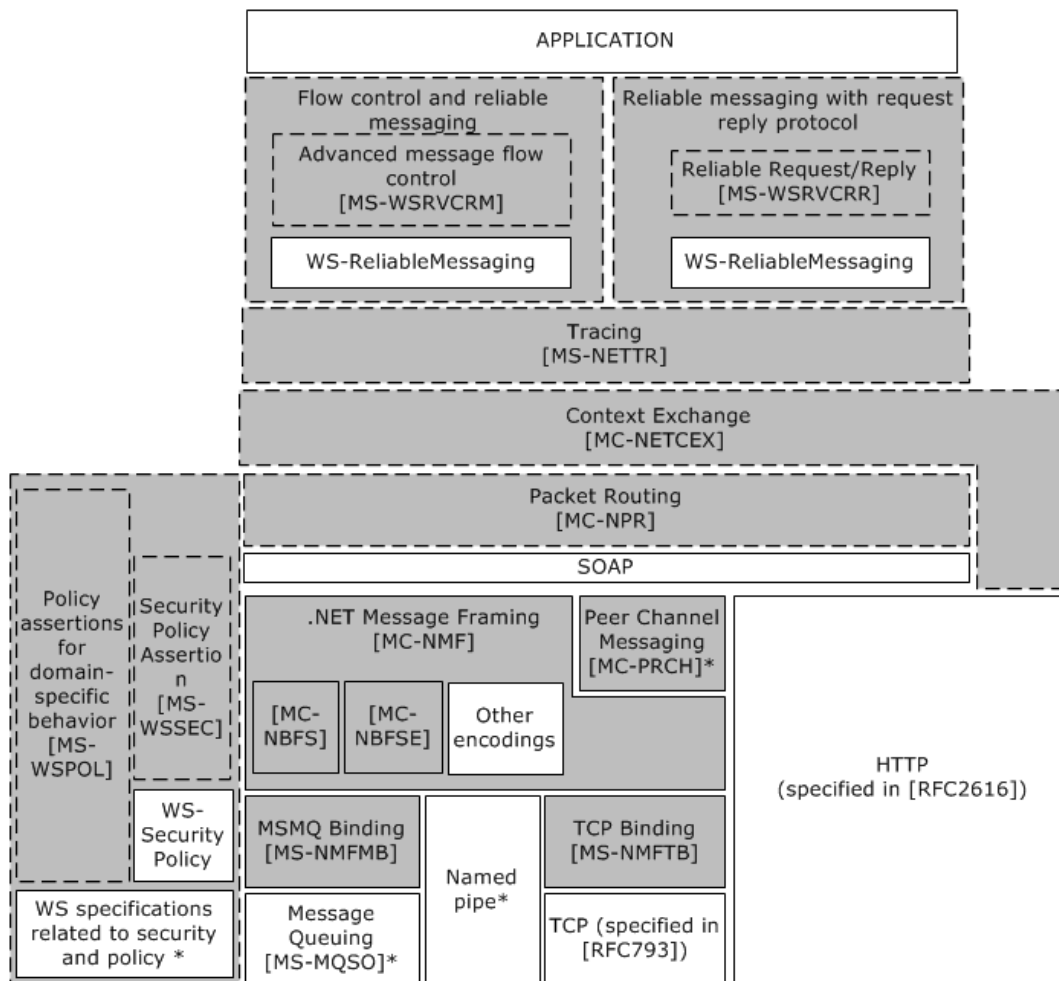 APPLICATION
Flow control and reliable
messaging
Advanced message flow
control
[MS-WSRVCRM]
WS-ReliableMessaging
Reliable messaging with request
reply protocol
Reliable Request/Reply
[MS-WSRVCRR]
WS-ReliableMessaging
Tracing
[MS-NETTR]
Context Exchange
[MC-NETCEX]
Packet Routing
[MC-NPR]
SOAP
Policy
assertions
for
domain-
specific
behavior
[MS-
WSPOL]
Security
Policy
Assertio
n
[MS-
WSSEC]
WS-
Security
Policy
WS specifications
related to security
and policy *
.NET Message Framing
[MC-NMF]
[MC-
NBFS]
[MC-
NBFSE]
Other
encodings
Peer Channel
Messaging
[MC-PRCH]*
HTTP
(specified in [RFC2616])
MSMQ Binding
[MS-NMFMB]
Named
pipe*
TCP Binding
[MS-NMFTB]
Message
Queuing
[MS-MQSO]*
TCP (specified in
[RFC793])